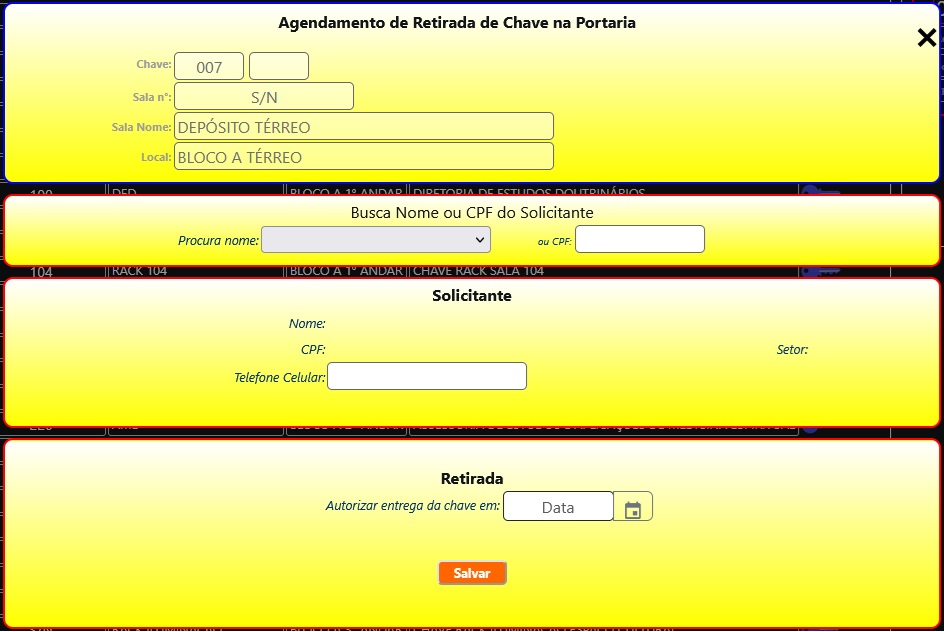 Agendamento de Retirada de Chave na Portaria
Chave: 007
Sala n°: S/N
Sala Nome: DEPÓSITO TÉRREO
Local: BLOCO A TÉRREO
100 DED BLOCO A 1º ANDAR DIRETORIA DE ESTUDOS DOUTRINÁRIOS
Busca Nome ou CPF do Solicitante
Procura nome: ou CPF:
104 RACK 104 BLOCO A 1º ANDAR CHAVE RACK SALA 104
Solicitante
Nome:
CPF: Setor:
Telefone Celular:
Retirada
Autorizar entrega da chave em: Data
Salvar